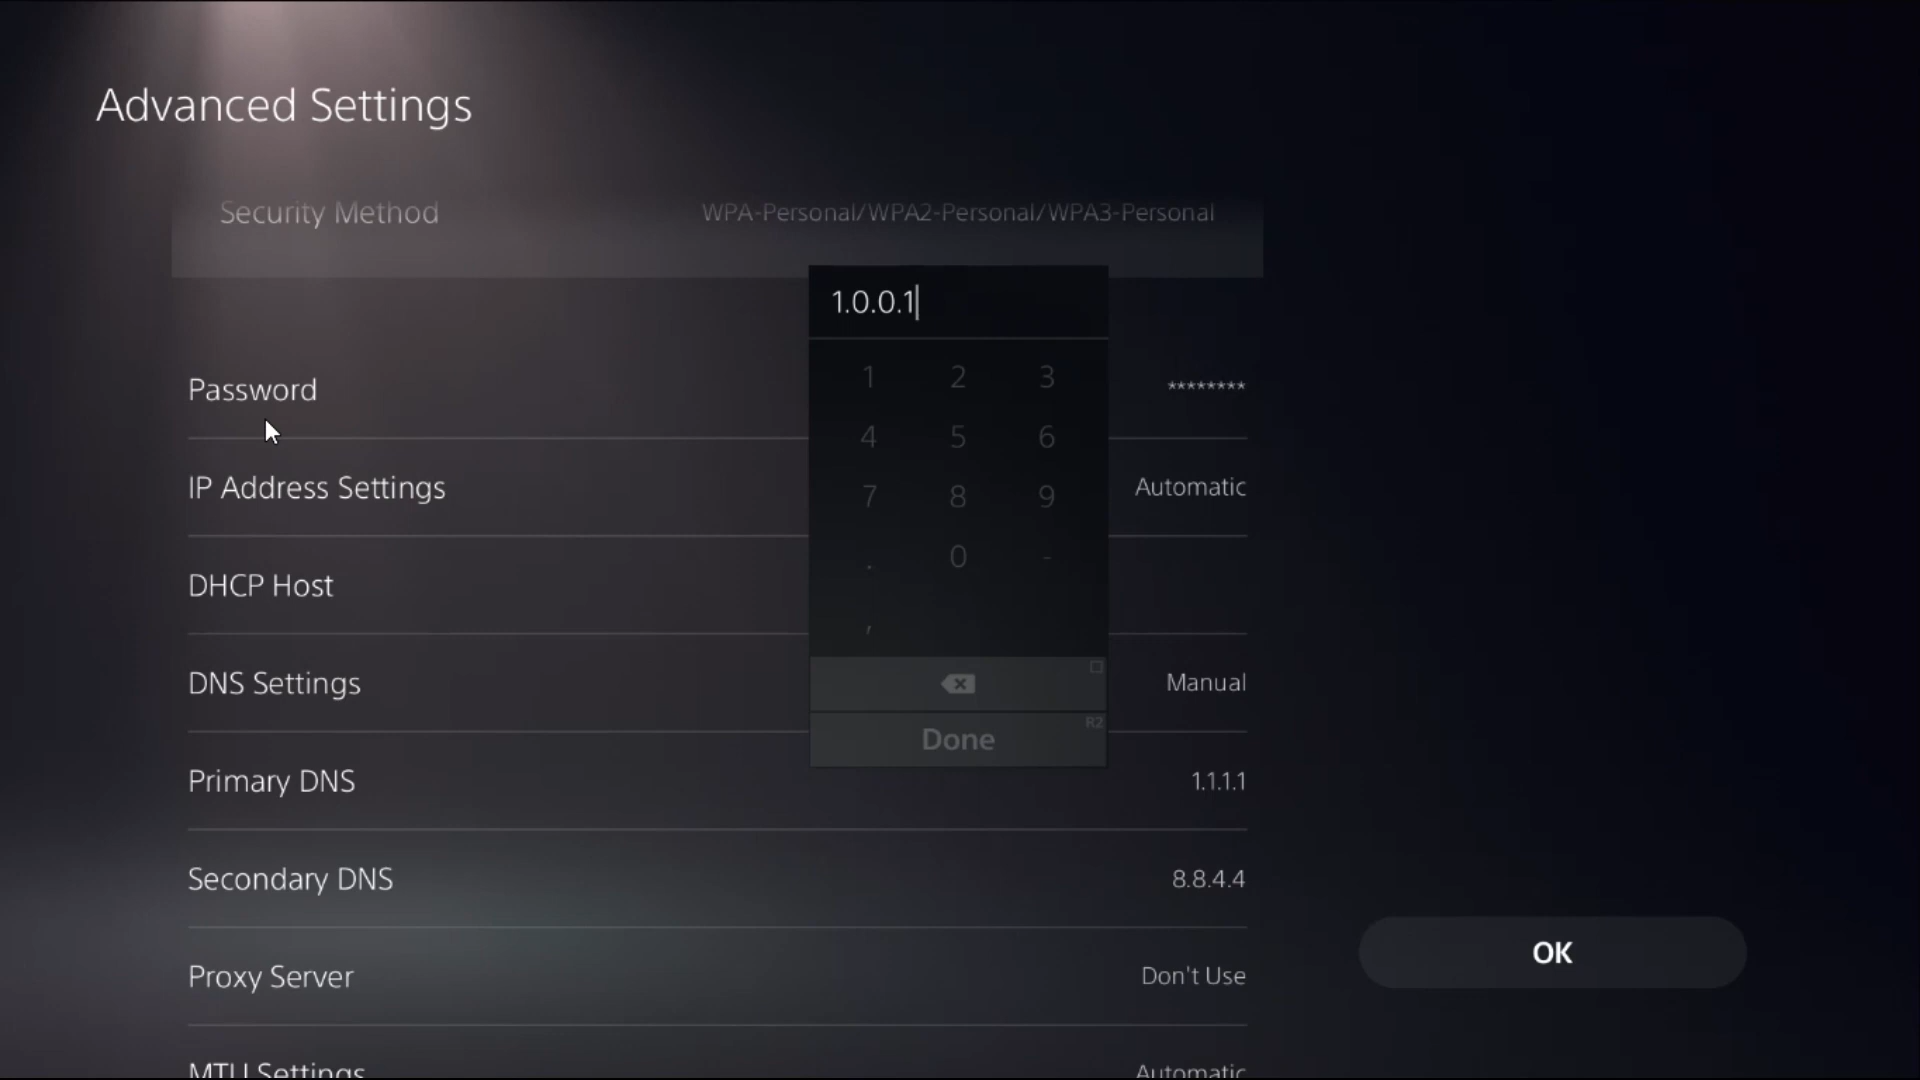 Advanced Settings
Security Method WPA-Personal/WPA2-Personal/WPA3-Personal
1.0.0.1
1 2 3
Password ********
4 5 6
IP Address Settings Automatic
7 8 9
. 0 -
DHCP Host
,
DNS Settings Manual
R2
Done
Primary DNS 1.1.1.1
Secondary DNS 8.8.4.4
OK
Proxy Server Don't Use
MTU Settings Automatic